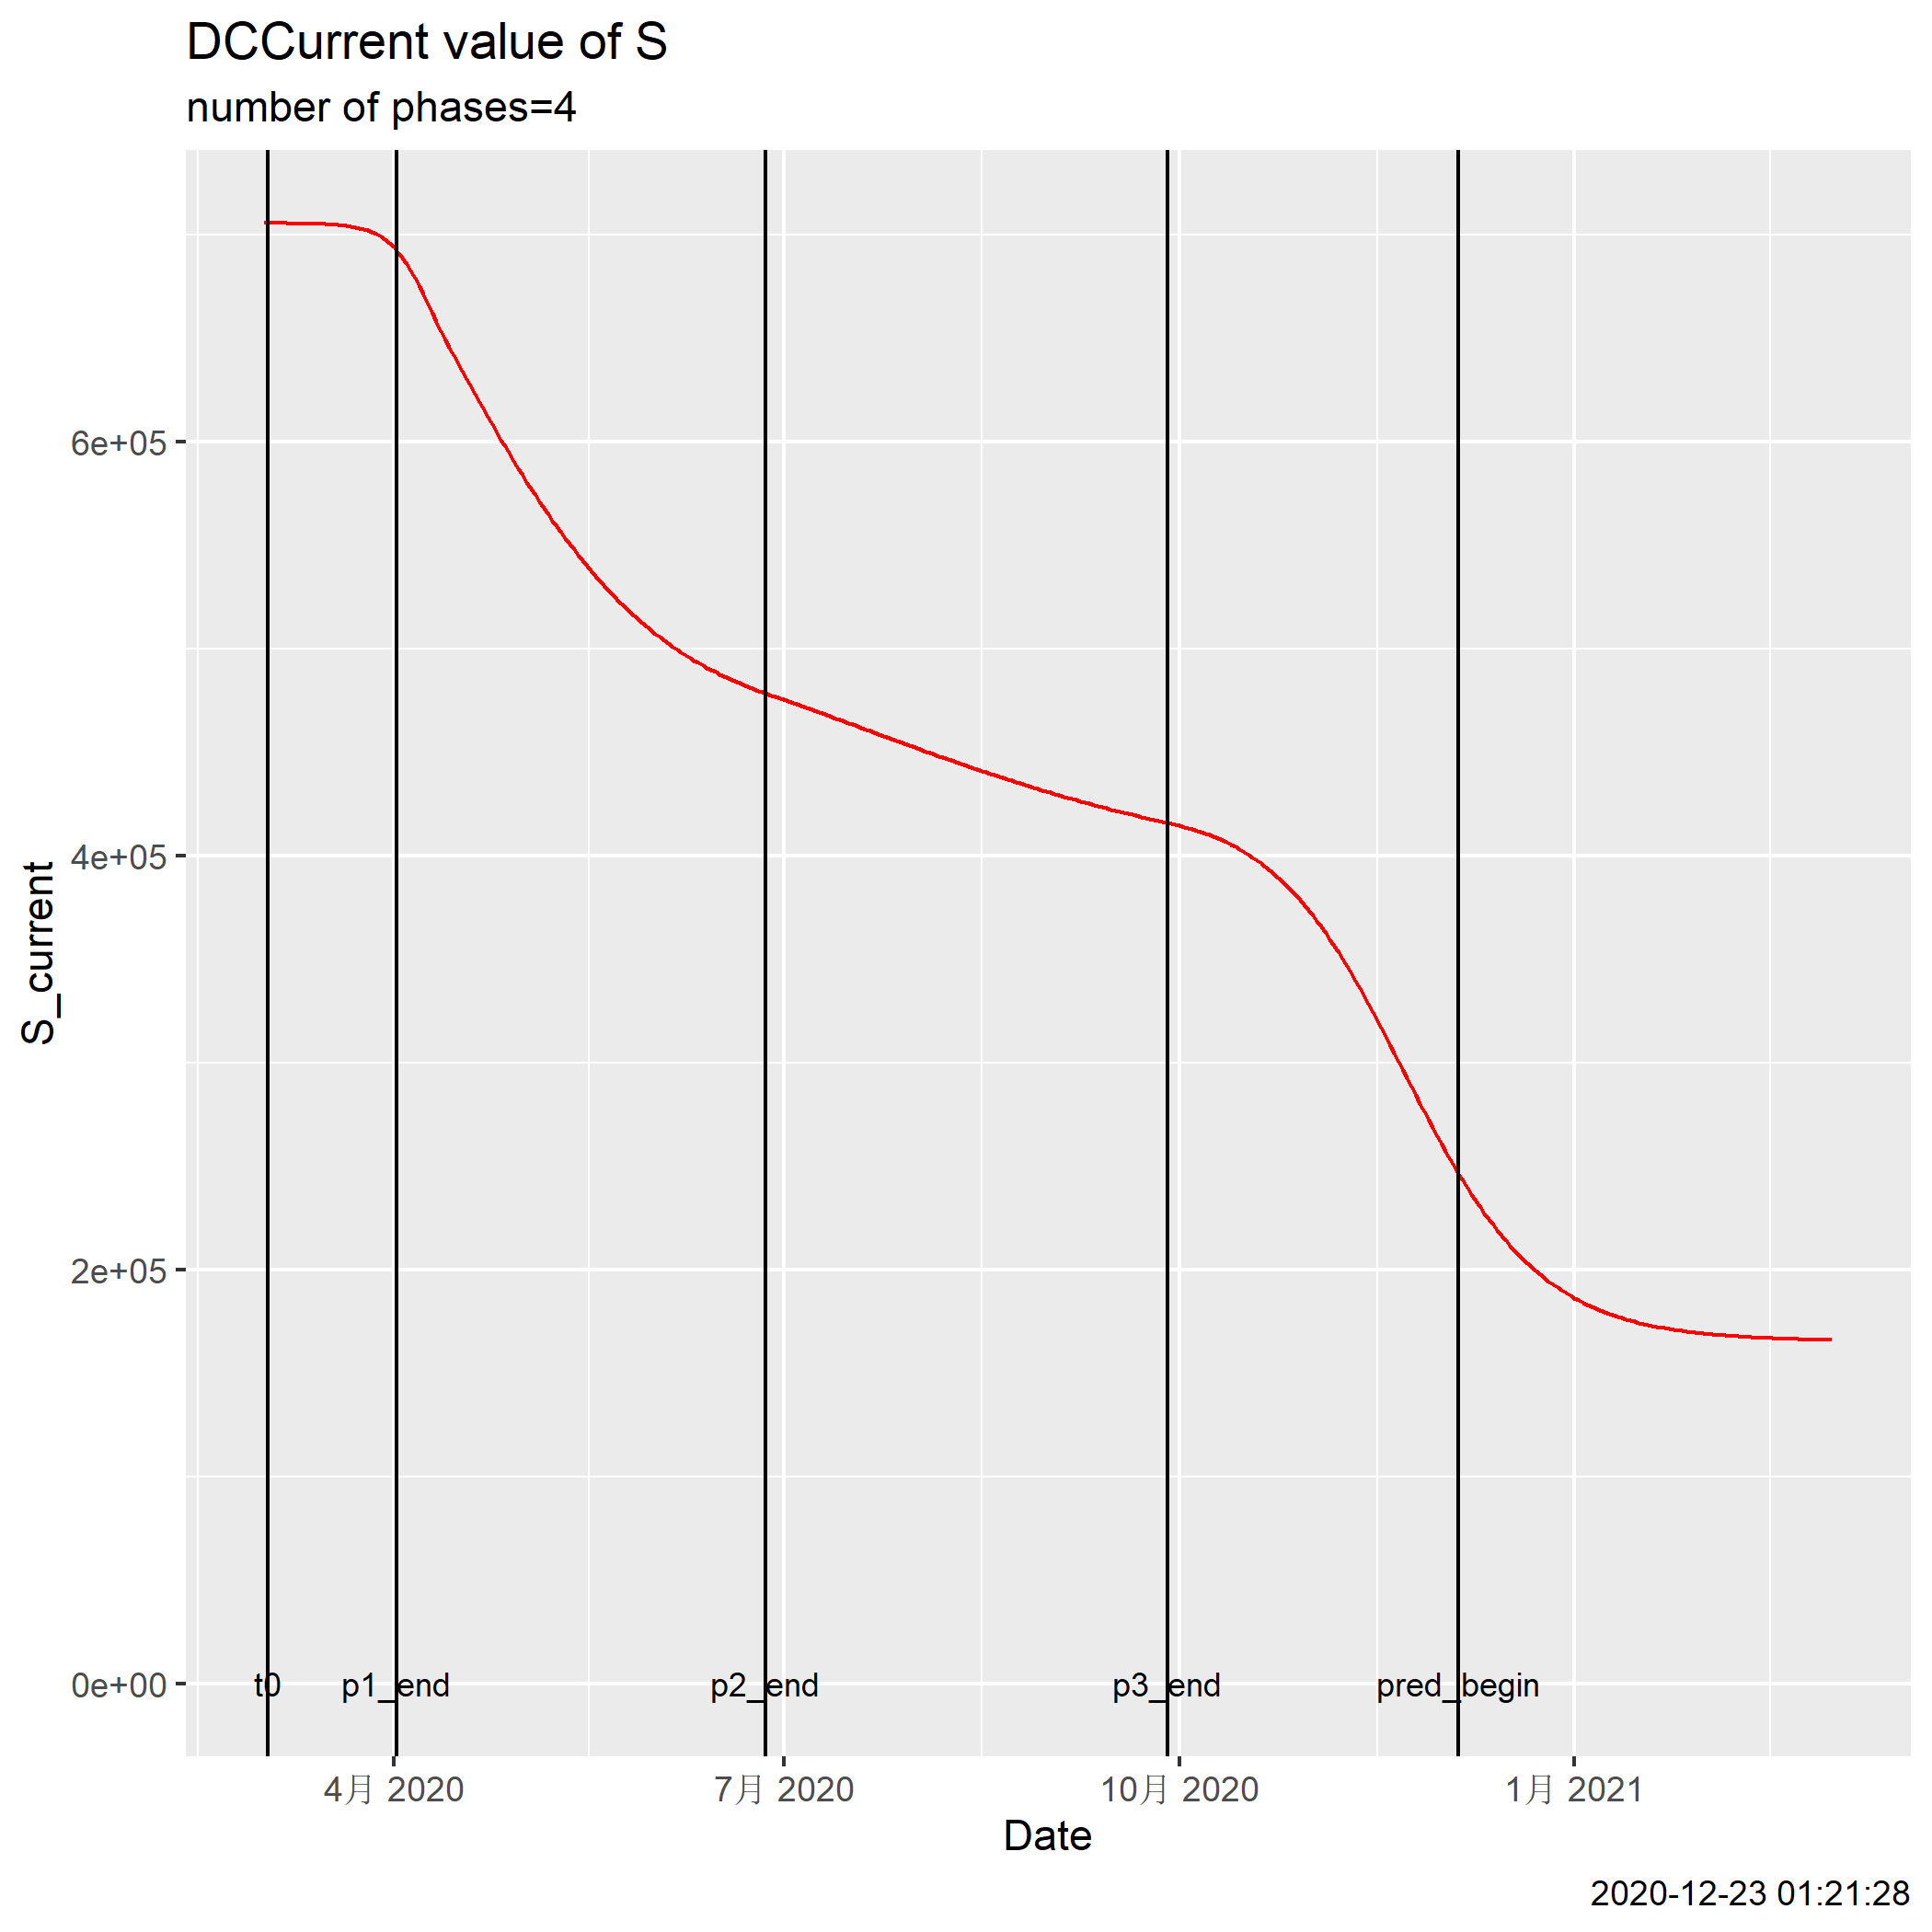 DCCurrent value of S
number of phases=4
S_current
6e+05
4e+05
2e+05
0e+00
t0 p1_end p2_end p3_end pred_begin
4月 2020 7月 2020 10月 2020 1月 2021
Date
2020-12-23 01:21:28